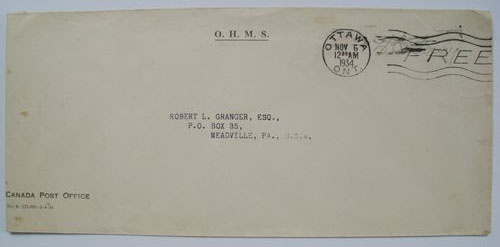 O. H. M. S.
OTTAWA
NOV 6
12 AM
1934
ONT.
FREE
ROBERT L. GRANGER, ESQ.,
P.O. BOX 35,
MEADVILLE, PA., U.S.A.
CANADA POST OFFICE